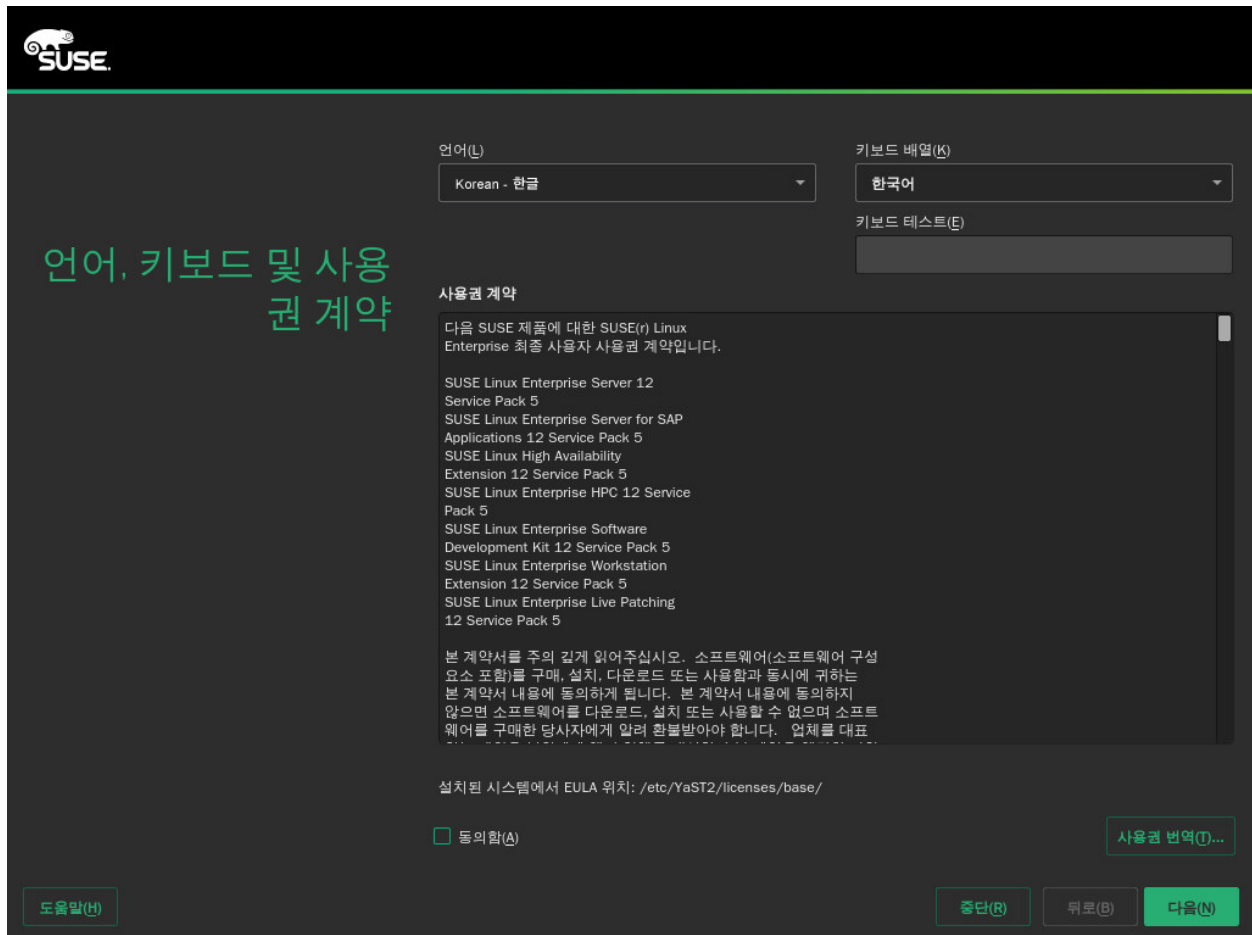 SUSE.
언어(L)
키보드 배열(K)
Korean - 한글
한국어
키보드 테스트(E)
언어, 키보드 및 사용
권 계약
사용권 계약
다음 SUSE 제품에 대한 SUSE(r) Linux
Enterprise 최종 사용자 사용권 계약입니다.
SUSE Linux Enterprise Server 12
Service Pack 5
SUSE Linux Enterprise Server for SAP
Applications 12 Service Pack 5
SUSE Linux High Availability
Extension 12 Service Pack 5
SUSE Linux Enterprise HPC 12 Service
Pack 5
SUSE Linux Enterprise Software
Development Kit 12 Service Pack 5
SUSE Linux Enterprise Workstation
Extension 12 Service Pack 5
SUSE Linux Enterprise Live Patching
12 Service Pack 5
본 계약서를 주의 깊게 읽어주십시오.  소프트웨어(소프트웨어 구성
요소 포함)를 구매, 설치, 다운로드 또는 사용함과 동시에 귀하는
본 계약서 내용에 동의하게 됩니다.  본 계약서 내용에 동의하지
않으면 소프트웨어를 다운로드, 설치 또는 사용할 수 없으며 소프트
웨어를 구매한 당사자에게 알려 환불받아야 합니다.   업체를 대표
설치된 시스템에서 EULA 위치: /etc/YaST2/licenses/base/
동의함(A)
사용권 번역(T)...
도움말(H)
중단(R)
뒤로(B)
다음(N)